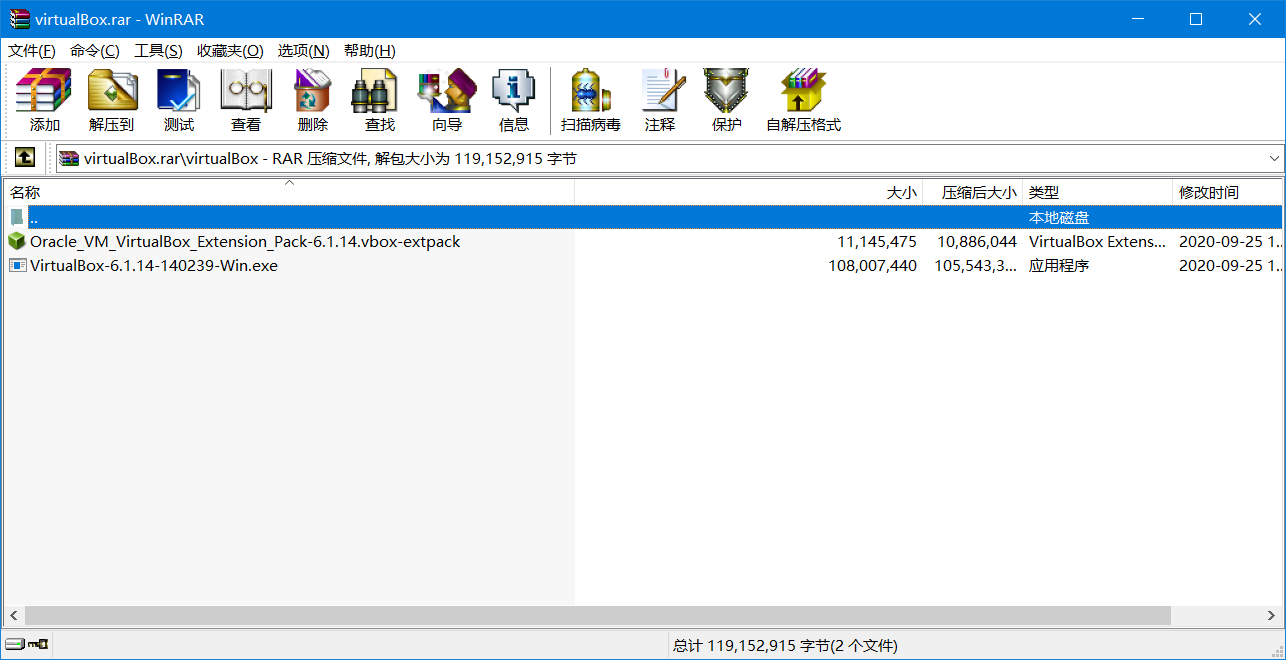 virtualBox.rar - WinRAR
文件(F) 命令(C) 工具(S) 收藏夹(O) 选项(N) 帮助(H)
添加 解压到 测试 查看 删除 查找 向导 信息 扫描病毒 注释 保护 自解压格式
virtualBox.rar\virtualBox - RAR 压缩文件, 解包大小为 119,152,915 字节
名称 大小 压缩后大小 类型 修改时间
.. 本地磁盘
Oracle_VM_VirtualBox_Extension_Pack-6.1.14.vbox-extpack 11,145,475 10,886,044 VirtualBox Extens... 2020-09-25 1...
VirtualBox-6.1.14-140239-Win.exe 108,007,440 105,543,3... 应用程序 2020-09-25 1...
总计 119,152,915 字节(2 个文件)